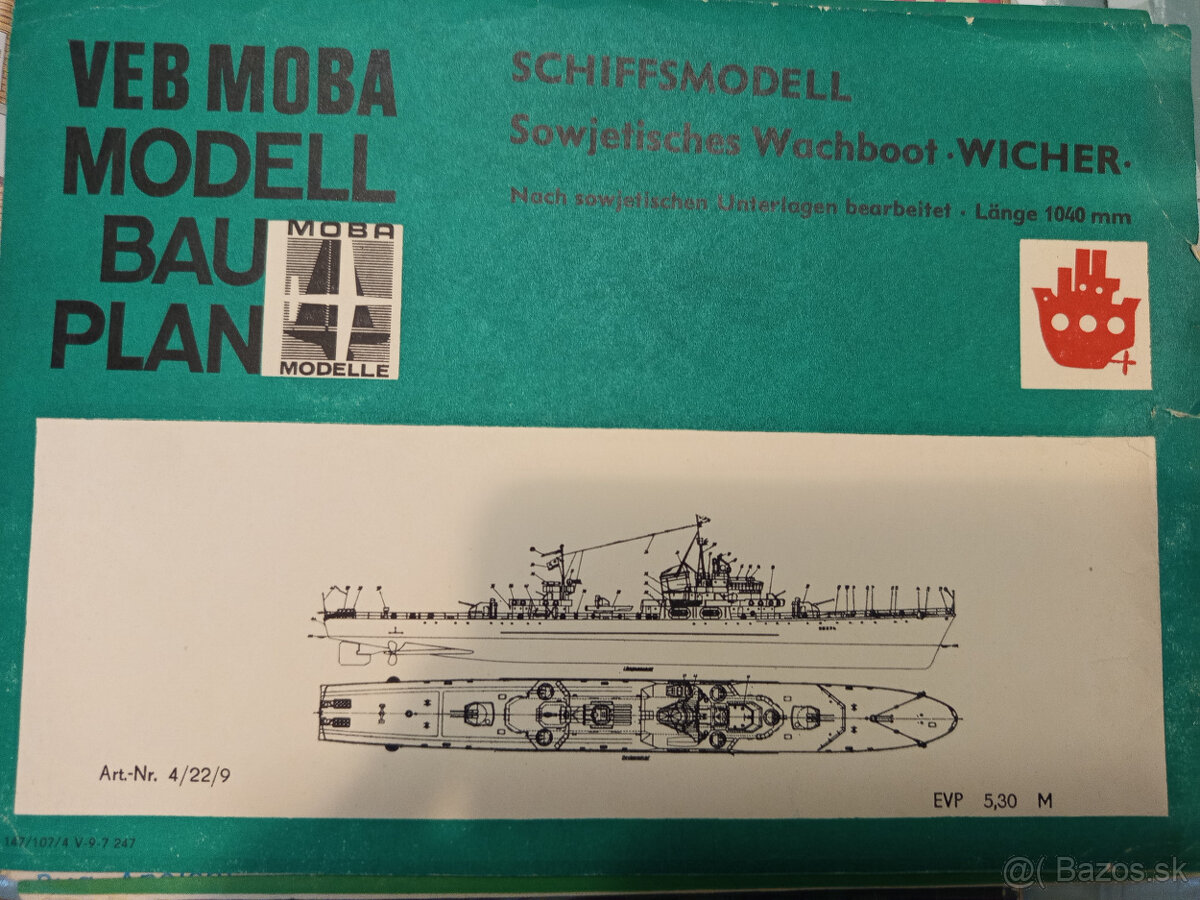 VEB MOBA
MODELL
BAU
PLAN
MOBA
MODELLE
SCHIFFSMODELL
Sowjetisches Wachboot ·WICHER·
Nach sowjetischen Unterlagen bearbeitet · Länge 1040 mm
Art.-Nr. 4/22/9
EVP 5,30 M
147/107/4 V-9-7 247
@( Bazos.sk